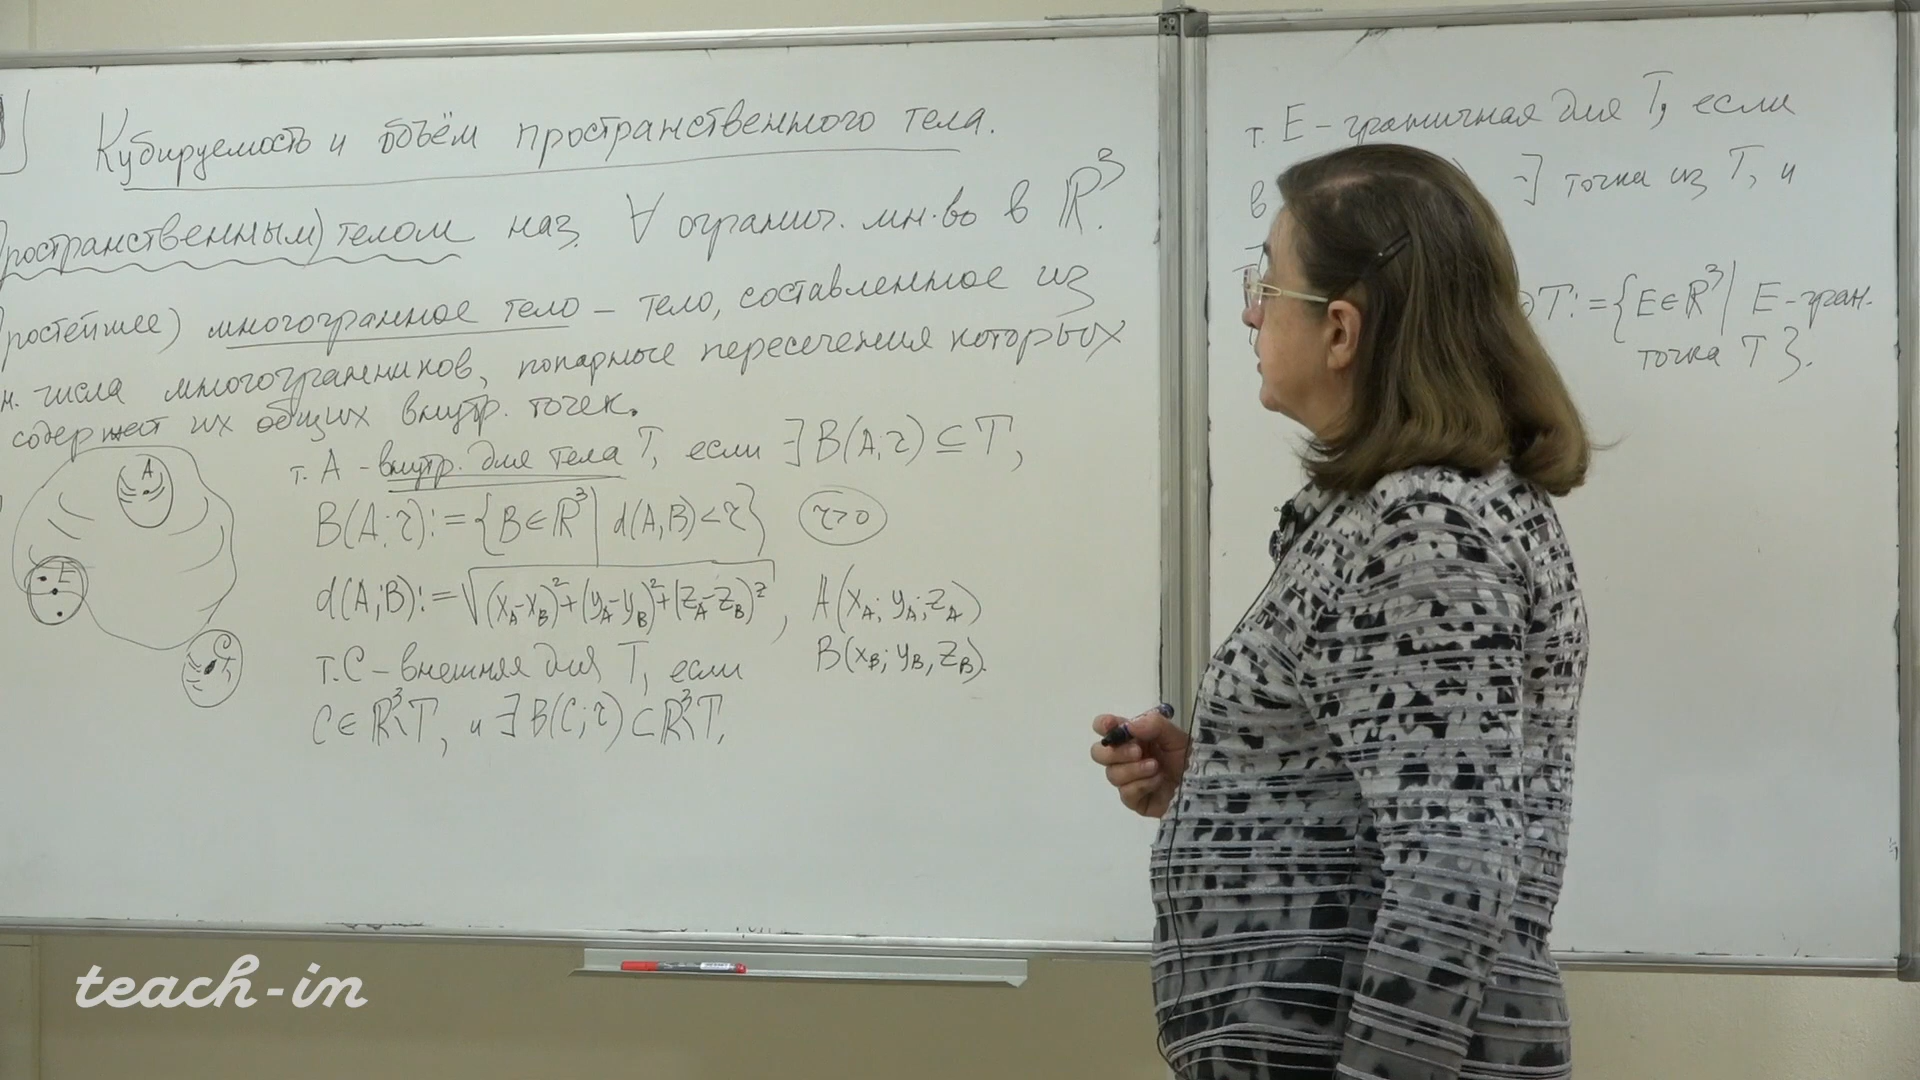 Кубируемость и объём пространственного тела.
ространственным) телом наз. ∀ огранич. мн-во в ℝ³.
ростейшее) многогранное тело – тело, составленное из
н. числа многогранников, попарные пересечения которых
содержат их общих внутр. точек.
т. A - внутр. для тела T, если ∃ B(A; r) ⊆ T,
B(A; r) := {B ∈ ℝ³ | d(A, B) < r} r>0
d(A; B) := √(x_A - x_B)² + (y_A - y_B)² + (z_A - z_B)², A(x_A; y_A; z_A)
B(x_B; y_B, z_B).
т. C – внешняя для T, если
C ∈ ℝ³\T, и ∃ B(C; r) ⊂ ℝ³\T,
A
E
C
т. E – граничная для T, если
в
∃ точка из T, и
∂T := {E ∈ ℝ³ | E - гран.
точка T}.
teach-in